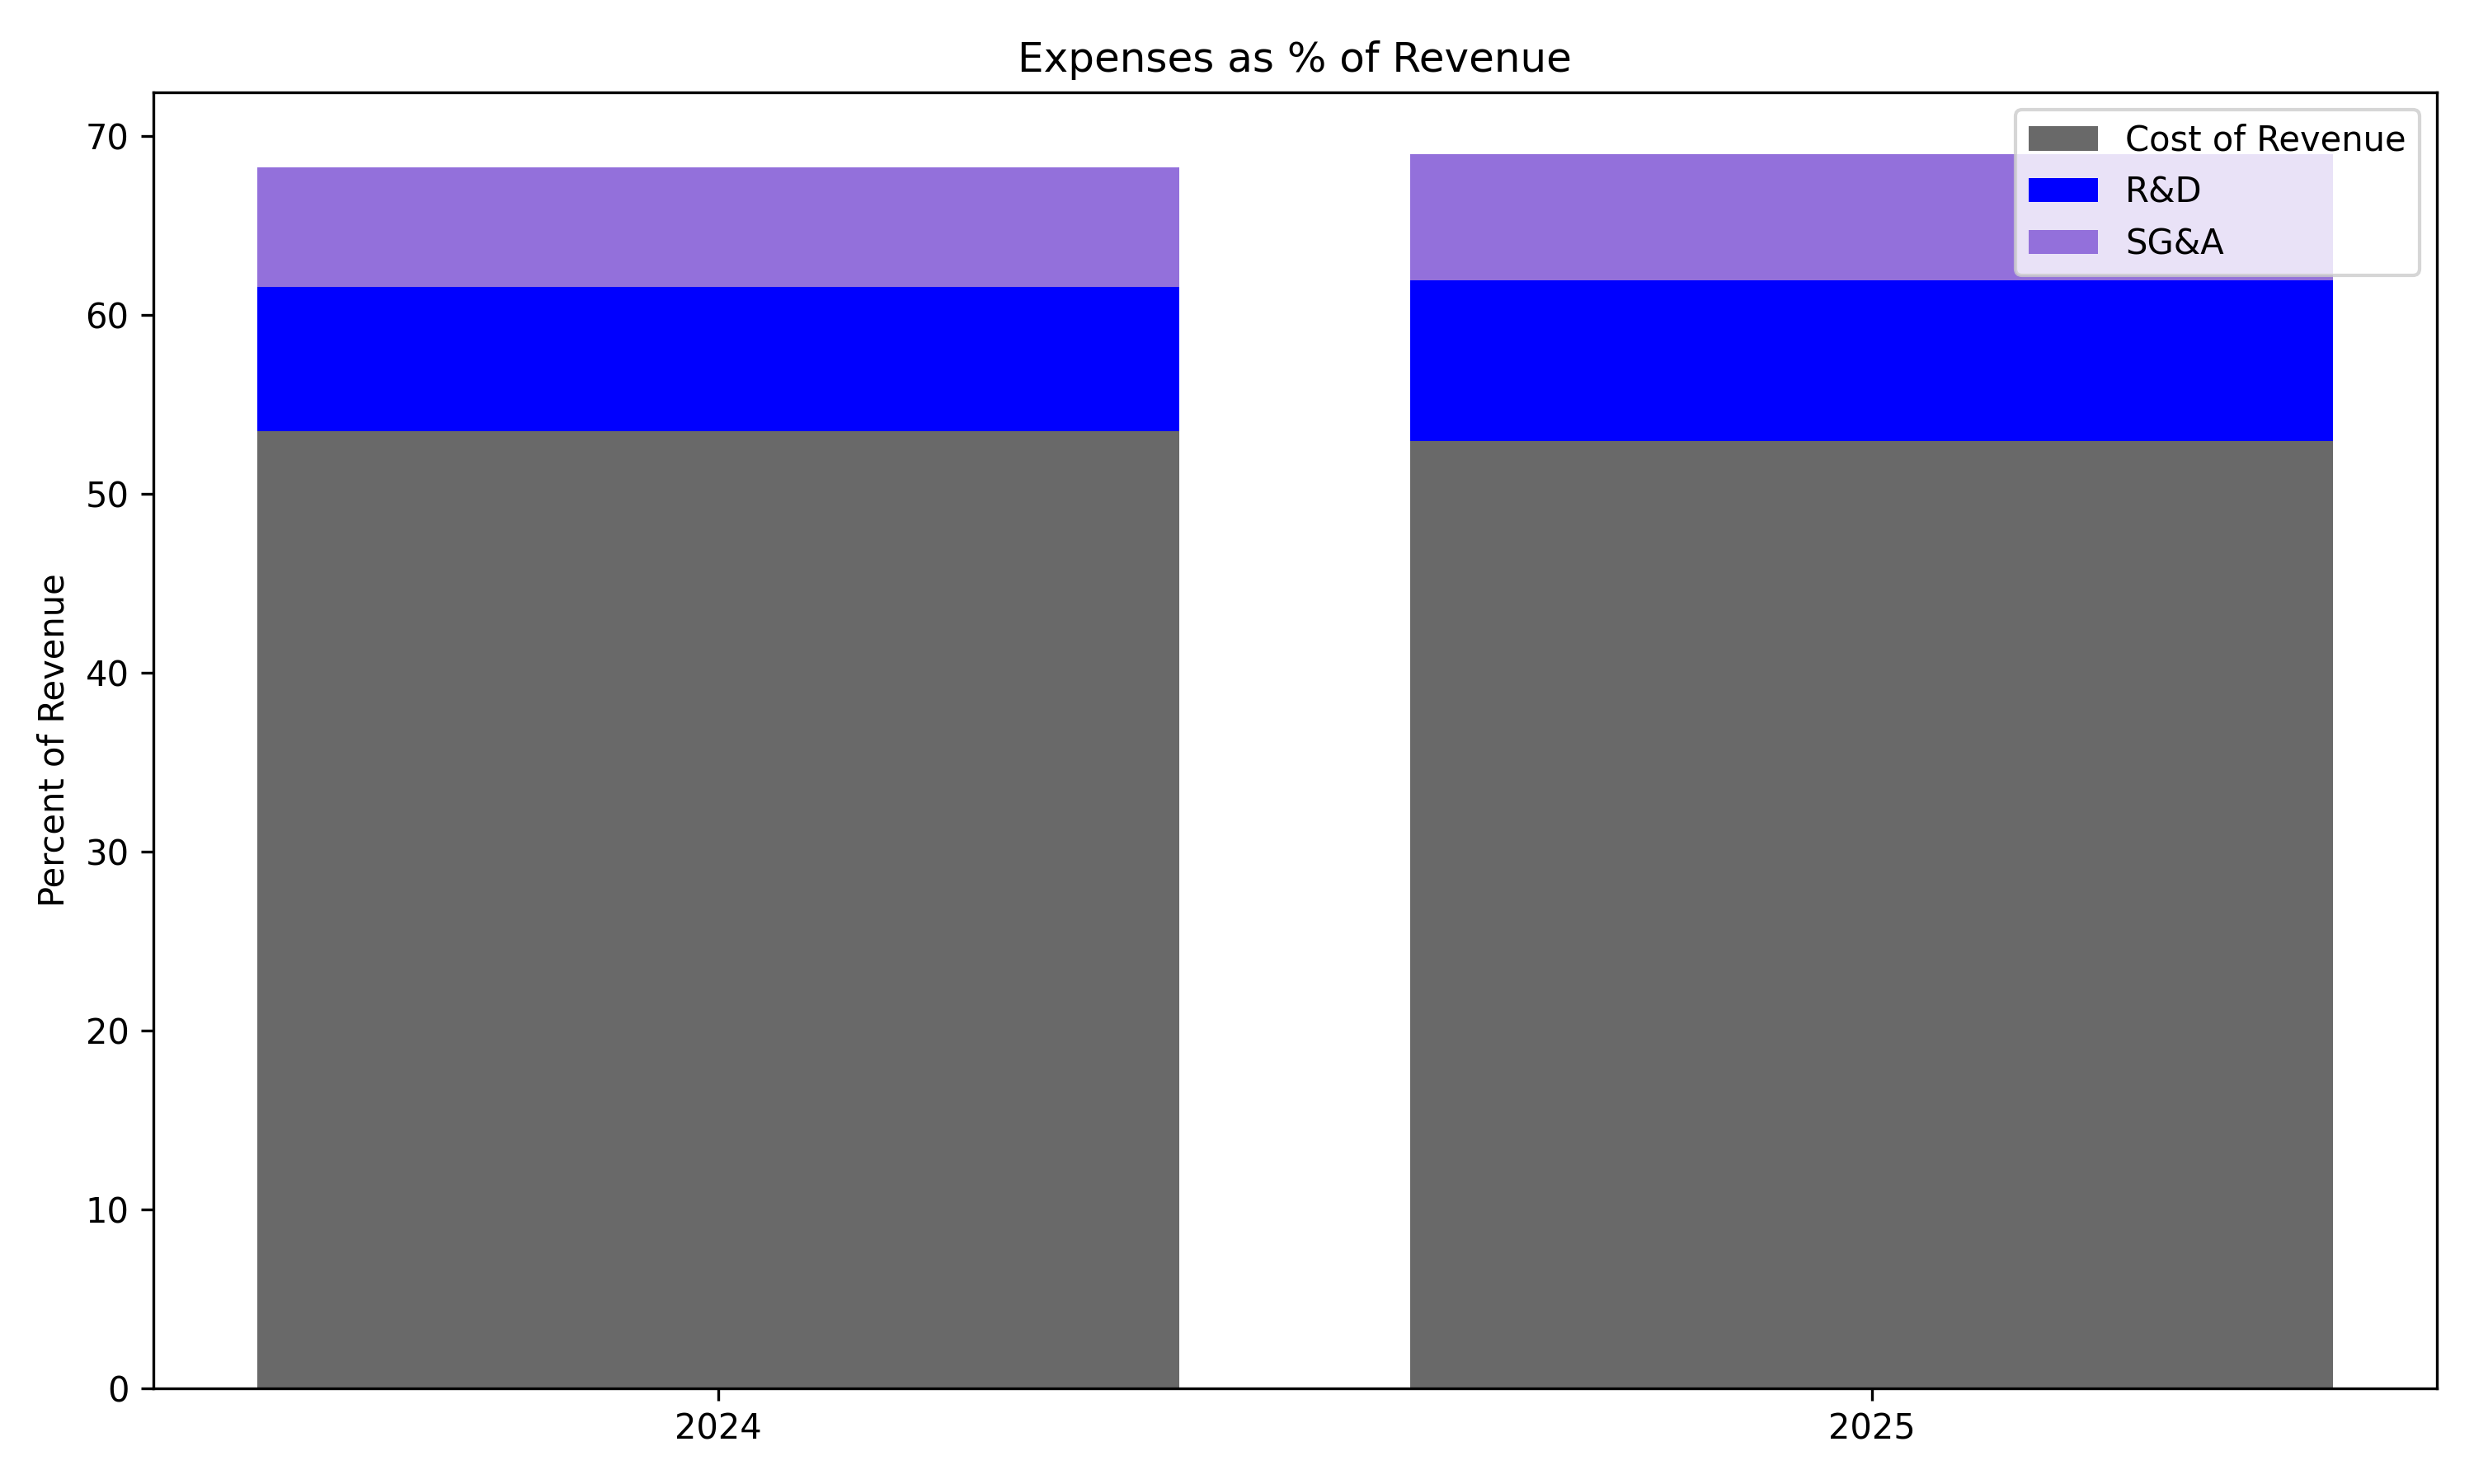 Expenses as % of Revenue
Cost of Revenue
R&D
SG&A
Percent of Revenue
70
60
50
40
30
20
10
0
2024
2025